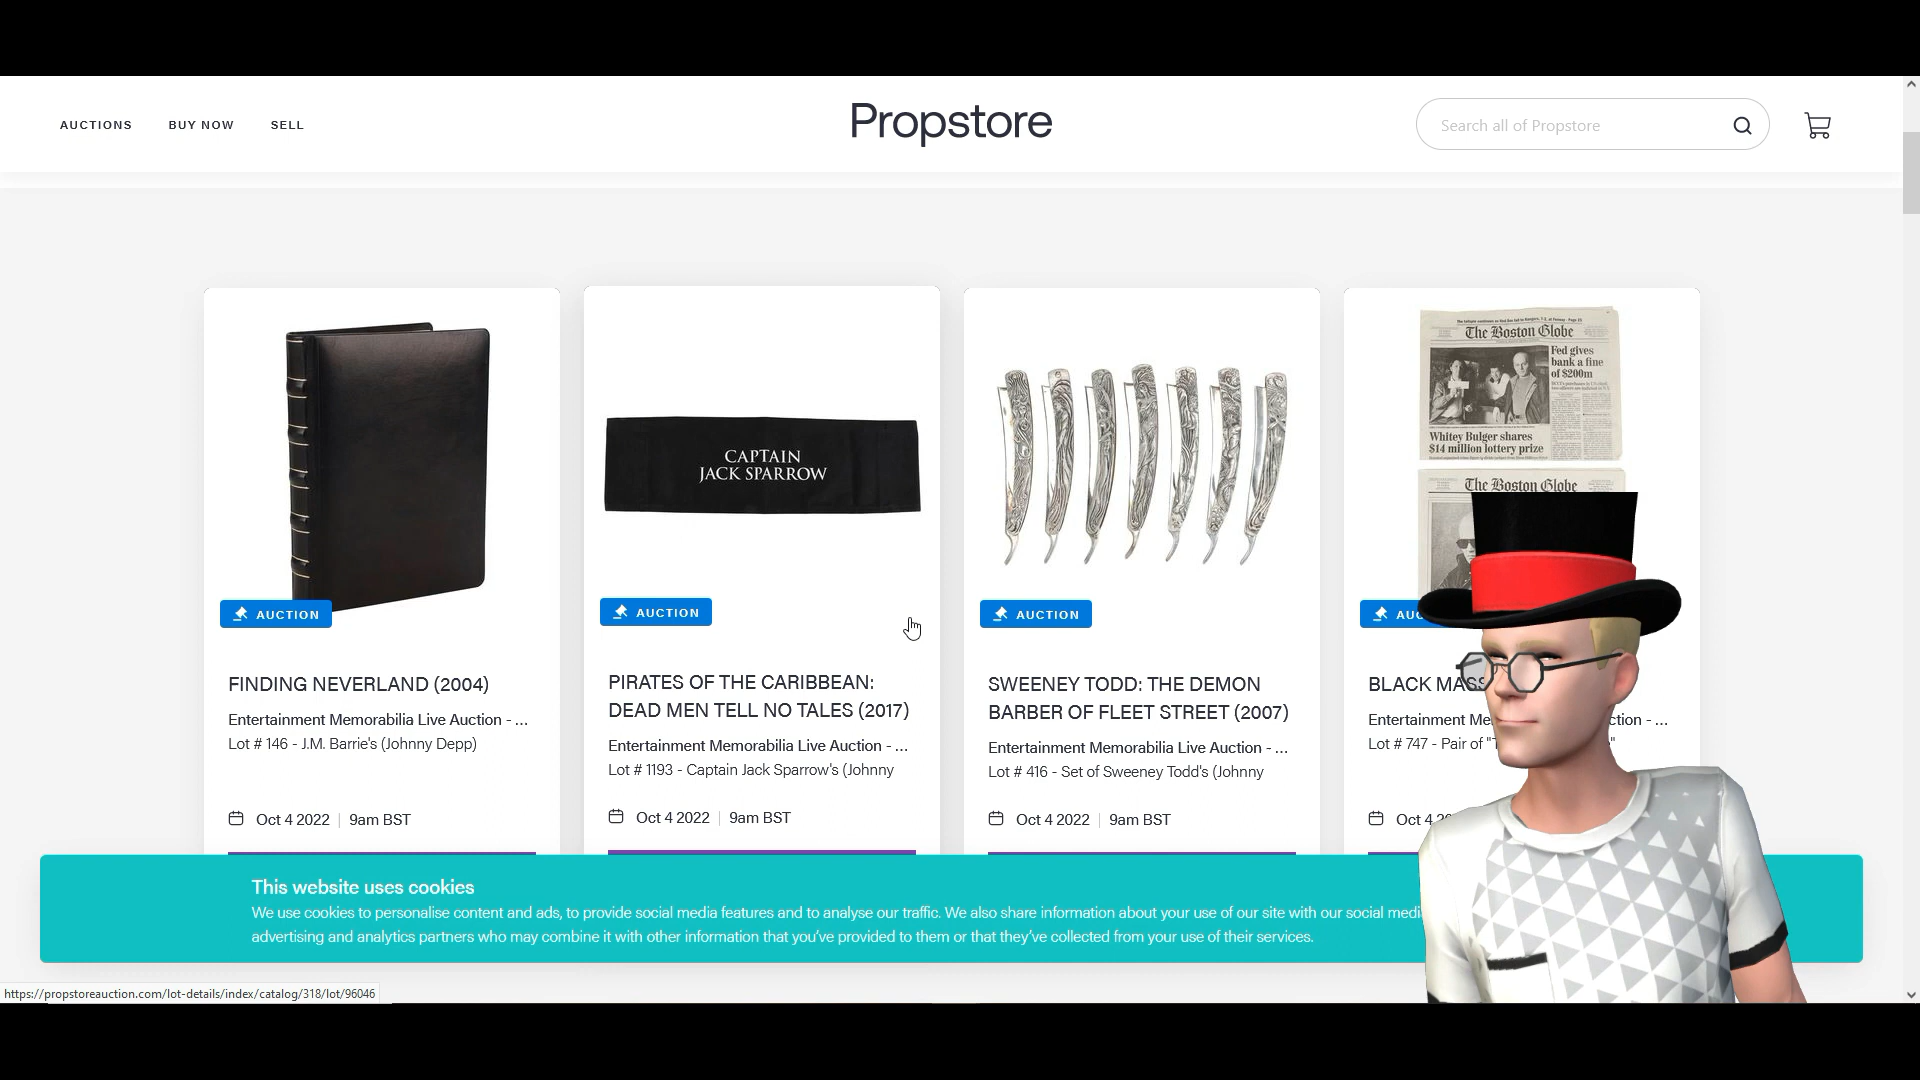 AUCTIONS BUY NOW SELL
Propstore
Search all of Propstore
CAPTAIN
JACK SPARROW
The Boston Globe
Fed gives
bank a fine
of $200m
Whitey Bulger shares
$14 million lottery prize
The Boston Globe
AUCTION
AUCTION
AUCTION
AUC
FINDING NEVERLAND (2004)
Entertainment Memorabilia Live Auction - ...
Lot # 146 - J.M. Barrie's (Johnny Depp)
Oct 4 2022 | 9am BST
PIRATES OF THE CARIBBEAN:
DEAD MEN TELL NO TALES (2017)
Entertainment Memorabilia Live Auction - ...
Lot # 1193 - Captain Jack Sparrow's (Johnny
Oct 4 2022 | 9am BST
SWEENEY TODD: THE DEMON
BARBER OF FLEET STREET (2007)
Entertainment Memorabilia Live Auction - ...
Lot # 416 - Set of Sweeney Todd's (Johnny
Oct 4 2022 | 9am BST
BLACK MASS
Entertainment Me ction - ...
Lot # 747 - Pair of "T
Oct 4 20
This website uses cookies
We use cookies to personalise content and ads, to provide social media features and to analyse our traffic. We also share information about your use of our site with our social medi
advertising and analytics partners who may combine it with other information that you've provided to them or that they've collected from your use of their services.
https://propstoreauction.com/lot-details/index/catalog/318/lot/96046